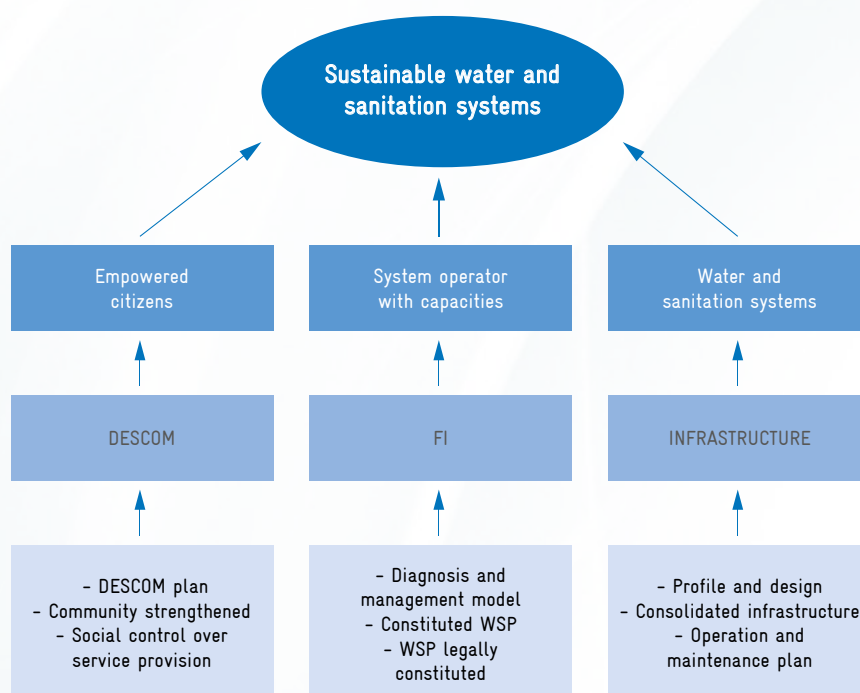 Sustainable water and
sanitation systems
Empowered
citizens
System operator
with capacities
Water and
sanitation systems
DESCOM
FI
INFRASTRUCTURE
- DESCOM plan
- Community strengthened
- Social control over
service provision
- Diagnosis and
management model
- Constituted WSP
- WSP legally
constituted
- Profile and design
- Consolidated infrastructure
- Operation and
maintenance plan